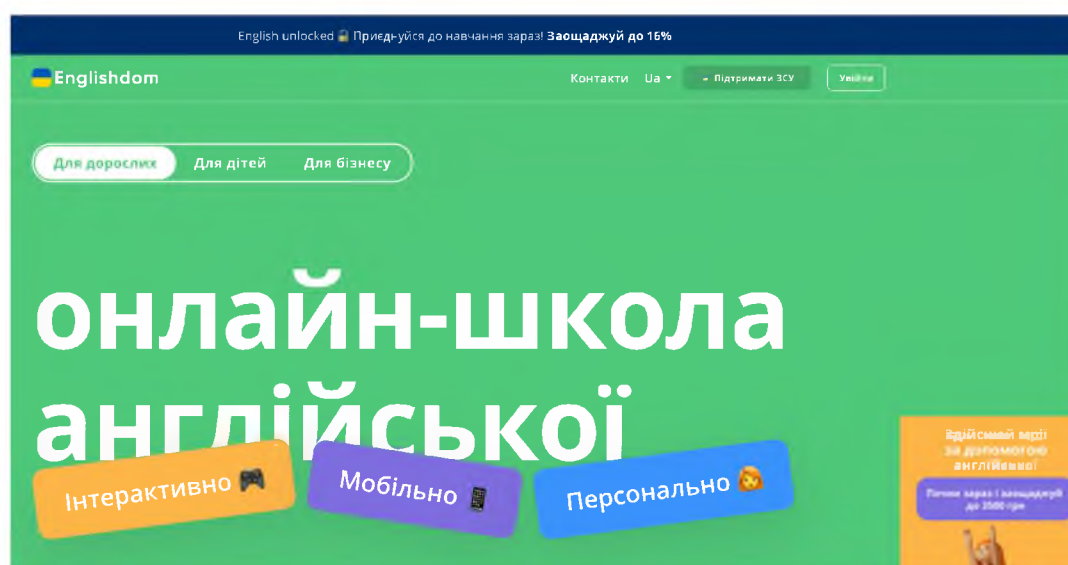 English unlocked 🔒 Приєднуйся до навчання зараз! Заощаджуй до 16%
Englishdom
Контакти Ua Підтримати ЗСУ Увійти
Для дорослих Для дітей Для бізнесу
онлайн-школа
англійської
Інтерактивно 🎮 Мобільно 📱 Персонально
Здійснюй мрії
за допомогою
англійської
Почни зараз і заощаджуй
до 2500 грн